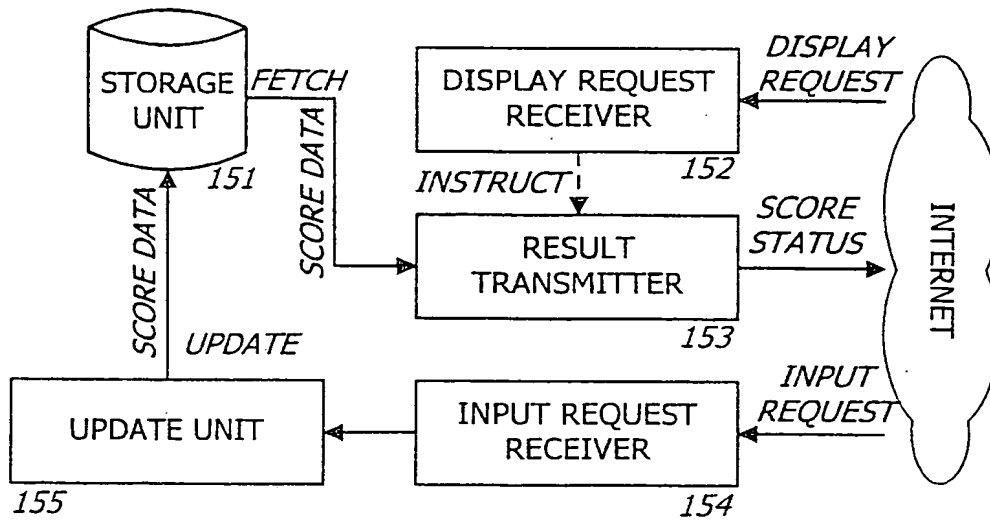 STORAGE
UNIT
151
FETCH
SCORE DATA
DISPLAY REQUEST
RECEIVER
152
DISPLAY
REQUEST
INSTRUCT
RESULT
TRANSMITTER
153
SCORE
STATUS
INTERNET
SCORE DATA
UPDATE
UPDATE UNIT
155
INPUT REQUEST
RECEIVER
154
INPUT
REQUEST